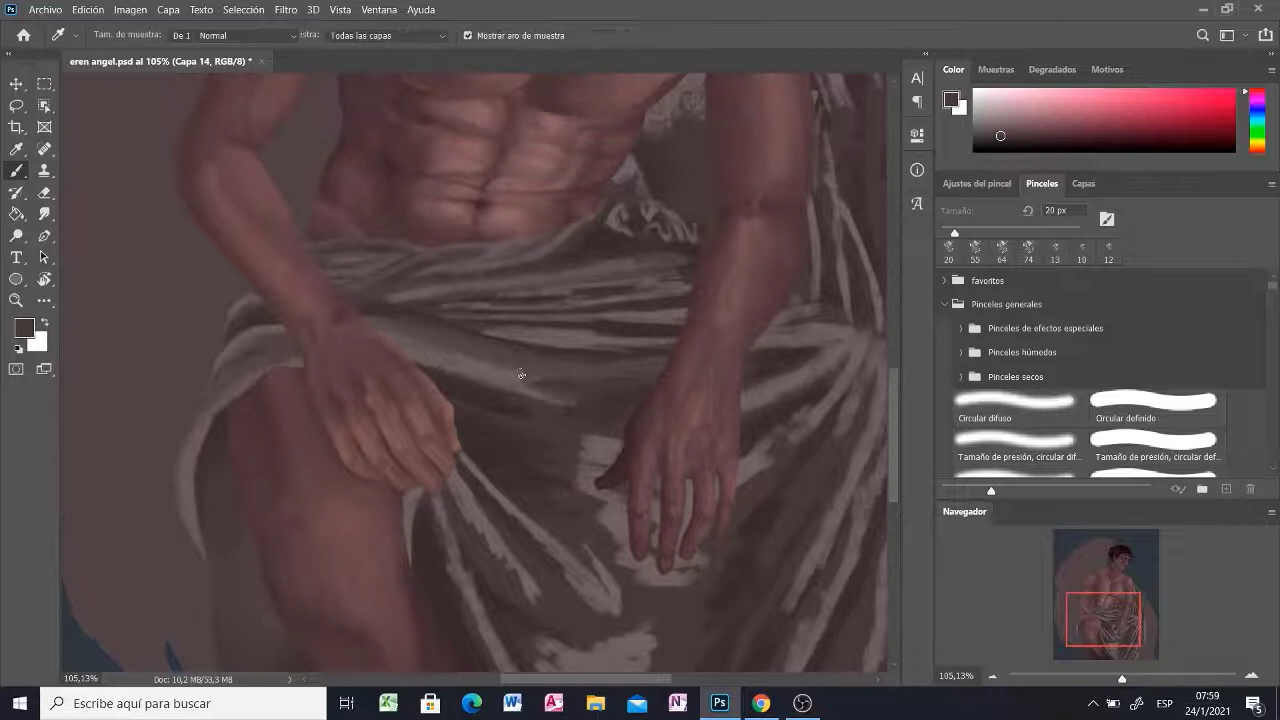 Ps Archivo Edición Imagen Capa Texto Selección Filtro 3D Vista Ventana Ayuda
Tam. de muestra: De 1 Normal estra: Todas las capas Mostrar aro de muestra
eren angel.psd al 105% (Capa 14, RGB/8) *
Color Muestras Degradados Motivos
Ajustes del pincel Pinceles Capas
Tamaño: 20 px
20 55 64 74 13 10 12
favoritos
Pinceles generales
Pinceles de efectos especiales
Pinceles húmedos
Pinceles secos
Circular difuso Circular definido
Tamaño de presión, circular dif... Tamaño de presión, circular def...
Navegador
105,13%
105,13% Doc: 10,2 MB/53,3 MB
Escribe aquí para buscar
ESP
07:59
24/1/2021
5